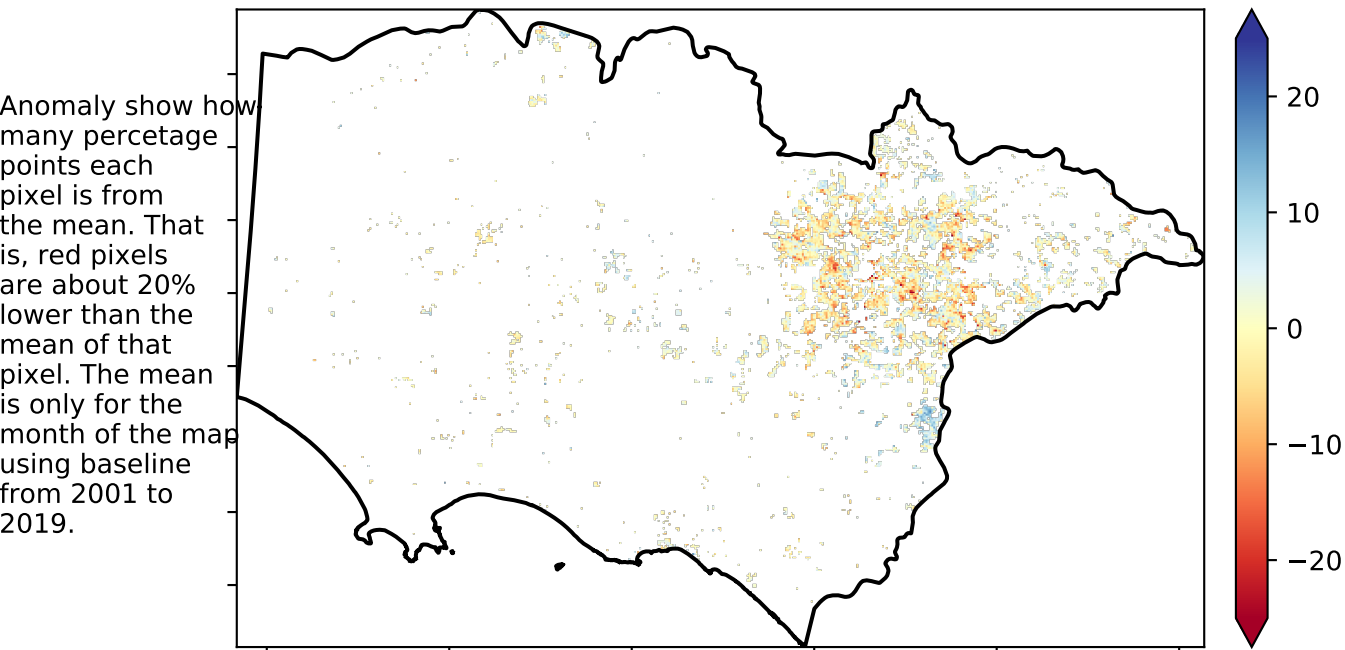 Anomaly show how
many percetage
points each
pixel is from
the mean. That
is, red pixels
are about 20%
lower than the
mean of that
pixel. The mean
is only for the
month of the map
using baseline
from 2001 to
2019.
20
10
0
−10
−20